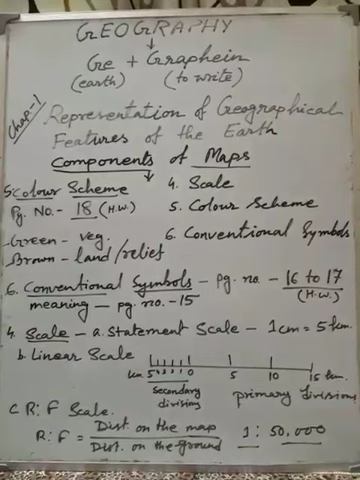 GEOGRAPHY
Ge + Graphein
(earth) (to write)
Chap-1
Representation of Geographical
Features of the Earth
Components of Maps
5. Colour Scheme
4. Scale
Pg. No. - 18 (H.W.)
5. Colour Scheme
Green - veg.
6. Conventional Symbols
Brown - land/relief
6. Conventional Symbols - pg. no. - 16 to 17
(H.W.)
meaning - pg. no. - 15
4. Scale - a. Statement Scale - 1cm = 5 km.
b. Linear Scale
km 5 0 5 10 15 km
secondary
division
primary division
C. R: F Scale.
R: F = Dist. on the map
Dist. on the ground
1 : 50,000